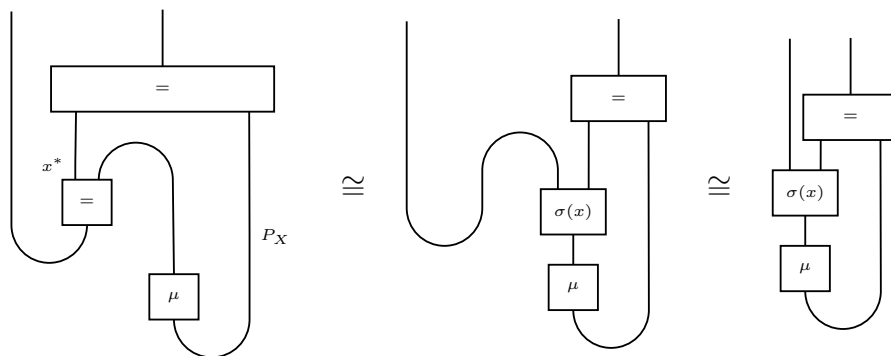 =
=
=
x*
≅
≅
=
σ(x)
σ(x)
P_X
μ
μ
μ